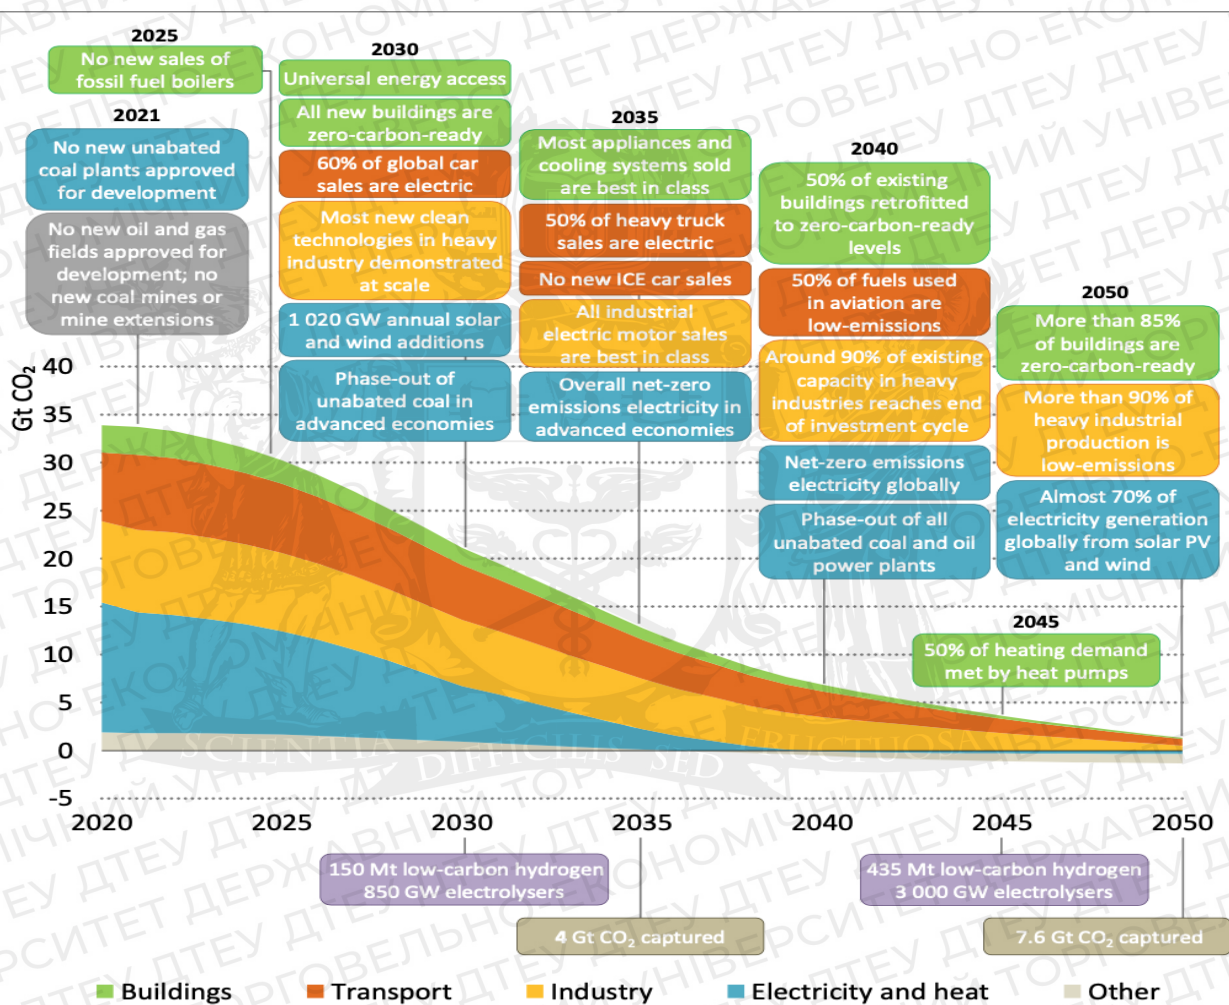 2025
No new sales of
fossil fuel boilers
2021
No new unabated
coal plants approved
for development
No new oil and gas
fields approved for
development; no
new coal mines or
mine extensions
2030
Universal energy access
All new buildings are
zero-carbon-ready
60% of global car
sales are electric
Most new clean
technologies in heavy
industry demonstrated
at scale
1 020 GW annual solar
and wind additions
Phase-out of
unabated coal in
advanced economies
2035
Most appliances and
cooling systems sold
are best in class
50% of heavy truck
sales are electric
No new ICE car sales
All industrial
electric motor sales
are best in class
Overall net-zero
emissions electricity in
advanced economies
2040
50% of existing
buildings retrofitted
to zero-carbon-ready
levels
50% of fuels used
in aviation are
low-emissions
Around 90% of existing
capacity in heavy
industries reaches end
of investment cycle
Net-zero emissions
electricity globally
Phase-out of all
unabated coal and oil
power plants
2050
More than 85%
of buildings are
zero-carbon-ready
More than 90% of
heavy industrial
production is
low-emissions
Almost 70% of
electricity generation
globally from solar PV
and wind
2045
50% of heating demand
met by heat pumps
Gt CO₂
40
35
30
25
20
15
10
5
0
-5
SCIENTIA DIFFICILIS SED FRUCTUOSA
2020 2025 2030 2035 2040 2045 2050
150 Mt low-carbon hydrogen
850 GW electrolysers
435 Mt low-carbon hydrogen
3 000 GW electrolysers
4 Gt CO₂ captured
7.6 Gt CO₂ captured
Buildings Transport Industry Electricity and heat Other